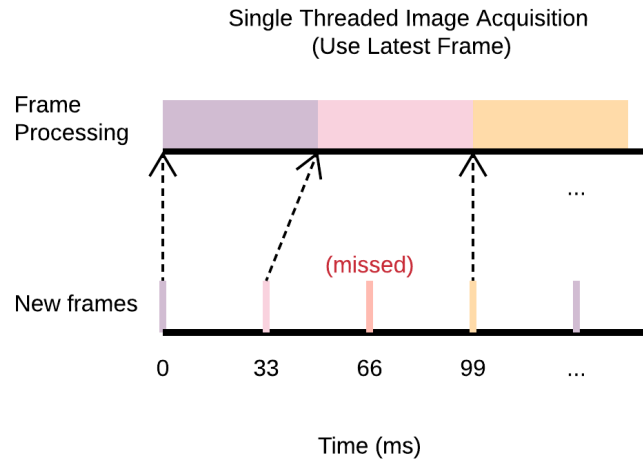 Single Threaded Image Acquisition
(Use Latest Frame)
Frame
Processing
...
(missed)
New frames
0 33 66 99 ...
Time (ms)